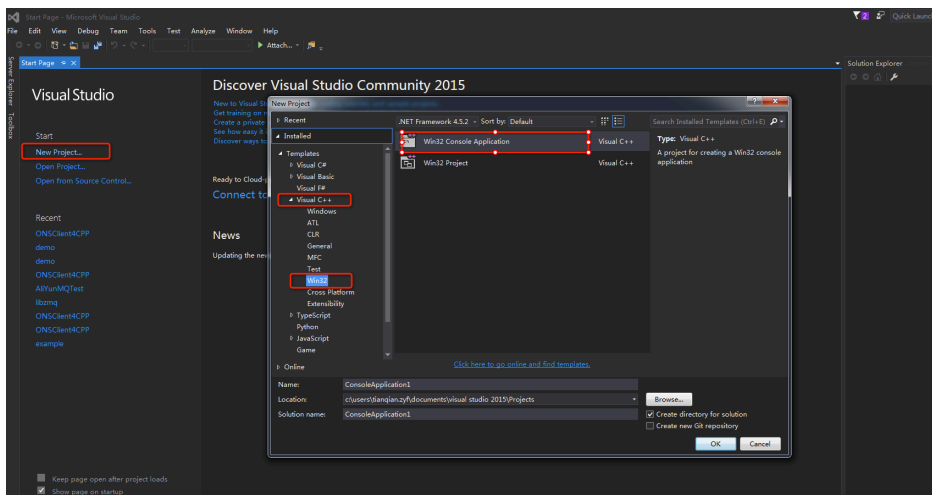 Start Page - Microsoft Visual Studio
2
Quick Launc
File Edit View Debug Team Tools Test Analyze Window Help
Attach...
Start Page
Solution Explorer
Server Explorer
Toolbox
Visual Studio
Discover Visual Studio Community 2015
New to Visual St
Get training on n
Create a private
See how easy it
Discover ways to
Start
New Project...
Open Project...
Open from Source Control...
Ready to Cloud-p
Connect to
Recent
ONSClient4CPP
demo
demo
ONSClient4CPP
AliYunMQTest
libzmq
ONSClient4CPP
ONSClient4CPP
example
News
Updating the new
Keep page open after project loads
Show page on startup
New Project
Recent
.NET Framework 4.5.2 Sort by: Default
Search Installed Templates (Ctrl+E)
Installed
Templates
Visual C#
Visual Basic
Visual F#
Visual C++
Windows
ATL
CLR
General
MFC
Test
Win32
Cross Platform
Extensibility
TypeScript
Python
JavaScript
Game
Online
Win32 Console Application Visual C++
Win32 Project Visual C++
Type: Visual C++
A project for creating a Win32 console
application
Click here to go online and find templates.
Name: ConsoleApplication1
Location: c:\users\tianqian.zyf\documents\visual studio 2015\Projects
Browse...
Solution name: ConsoleApplication1
Create directory for solution
Create new Git repository
OK Cancel